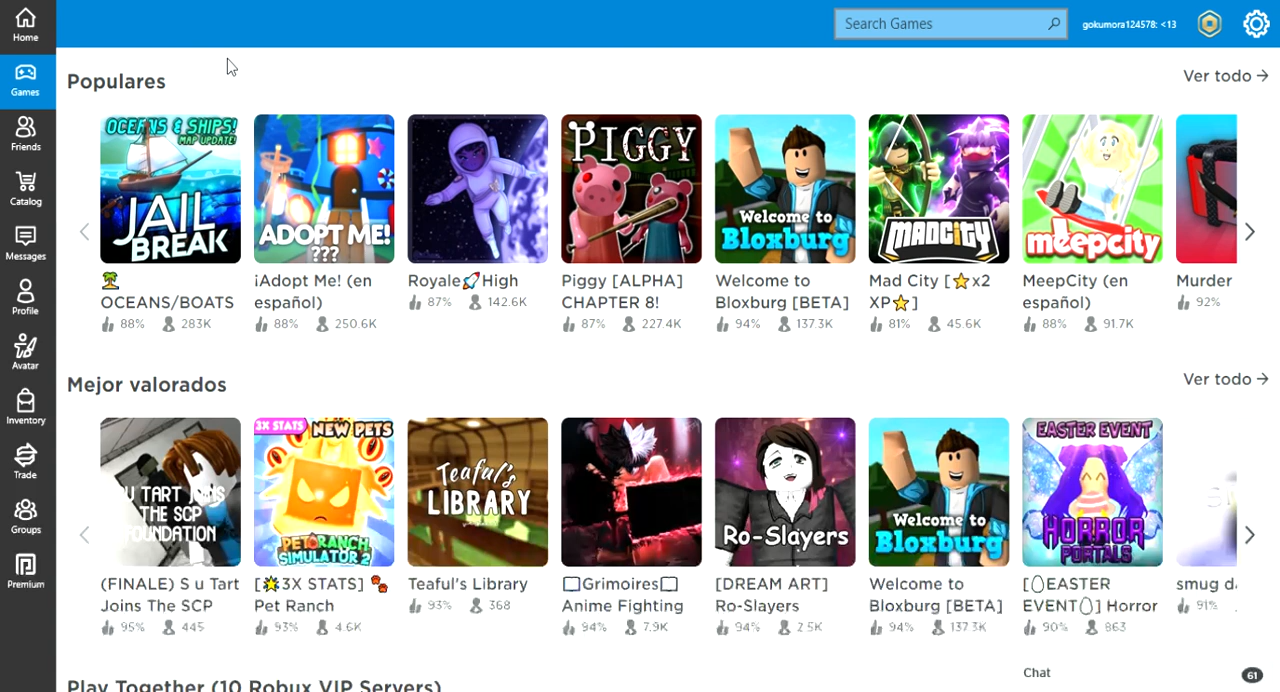 Home
Search Games
gokumora124578: <13
Games
Friends
Catalog
Messages
Profile
Avatar
Inventory
Trade
Groups
Premium
Populares
Ver todo →
OCEANS & SHIPS!
MAP UPDATE!
JAIL
BREAK
ADOPT ME!
???
PIGGY
Welcome to
Bloxburg
MADCITY
meepcity
🏝️
OCEANS/BOATS
88% 283K
¡Adopt Me! (en
español)
88% 250.6K
Royale🚀High
87% 142.6K
Piggy [ALPHA]
CHAPTER 8!
87% 227.4K
Welcome to
Bloxburg [BETA]
94% 137.3K
Mad City [⭐x2
XP⭐]
81% 45.6K
MeepCity (en
español)
88% 91.7K
Murder
92%
Mejor valorados
Ver todo →
U TART JOINS
THE SCP
FOUNDATION
3X STATS
NEW PETS
PET RANCH
SIMULATOR 2
Teaful's
LIBRARY
Ro-Slayers
Welcome to
Bloxburg
EASTER EVENT
HORROR
PORTALS
(FINALE) S u Tart
Joins The SCP
95% 445
[🌟3X STATS] 🐾
Pet Ranch
93% 4.6K
Teaful's Library
93% 368
Grimoires
Anime Fighting
94% 7.9K
[DREAM ART]
Ro-Slayers
94% 2.5K
Welcome to
Bloxburg [BETA]
94% 137.3K
[🥚EASTER
EVENT🥚] Horror
90% 863
smug d
91%
Play Together (10 Robux VIP Servers)
Chat
61